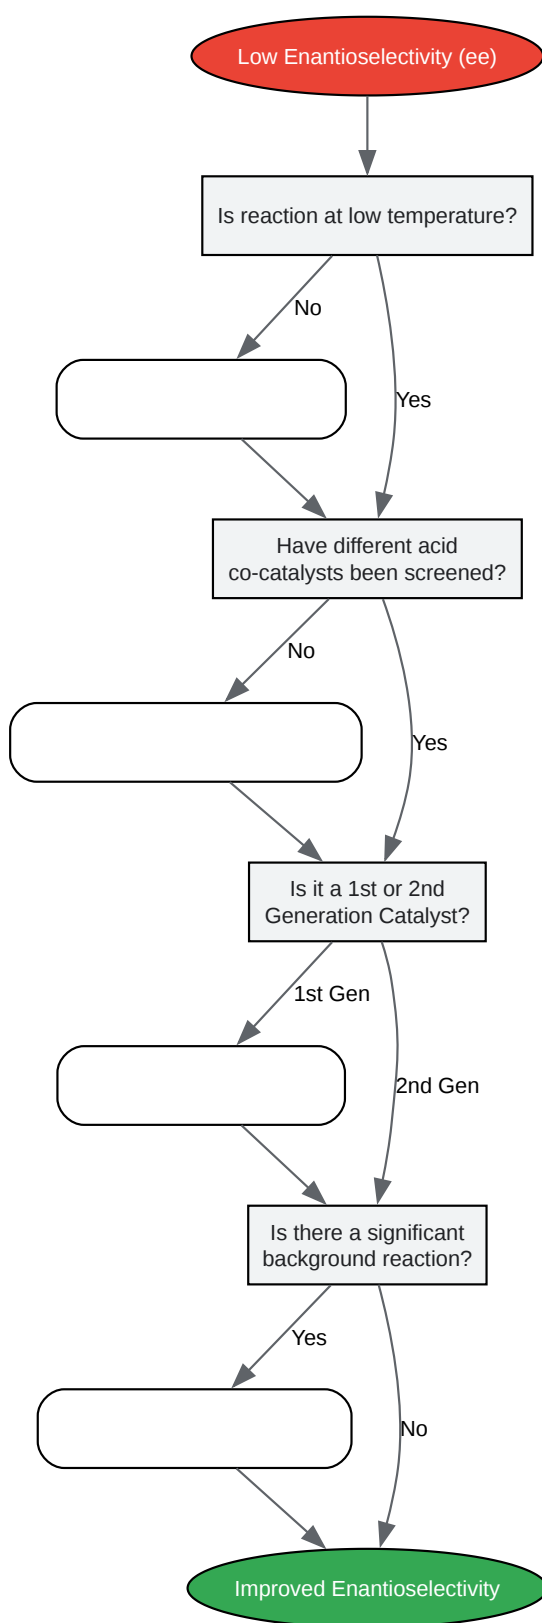 Low Enantioselectivity (ee)
Is reaction at low temperature?
No
Yes
Have different acid
co-catalysts been screened?
No
Yes
Is it a 1st or 2nd
Generation Catalyst?
1st Gen
2nd Gen
Is there a significant
background reaction?
Yes
No
Improved Enantioselectivity